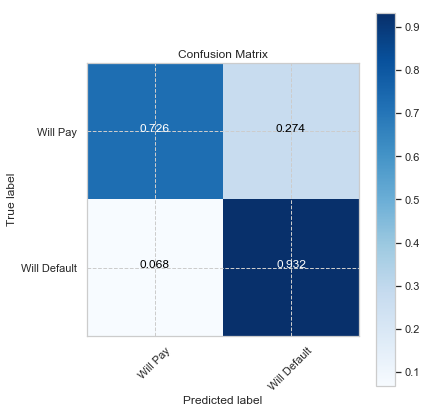 Confusion Matrix
True label
Will Pay
0.726 0.274
Will Default
0.068 0.932
Will Pay
Will Default
Predicted label
0.9
0.8
0.7
0.6
0.5
0.4
0.3
0.2
0.1